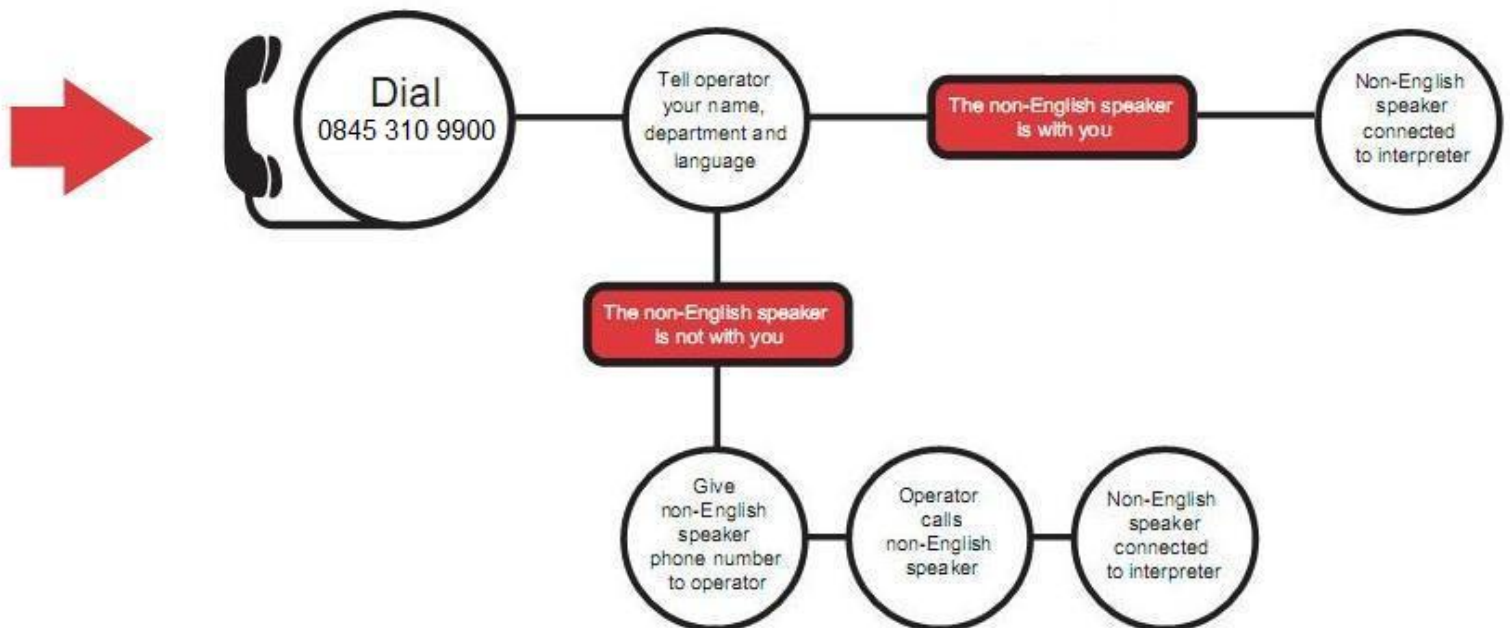 Dial
0845 310 9900
Tell operator
your name,
department and
language
The non-English speaker
is with you
Non-English
speaker
connected
to interpreter
The non-English speaker
is not with you
Give
non-English
speaker
phone number
to operator
Operator
calls
non-English
speaker
Non-English
speaker
connected
to interpreter